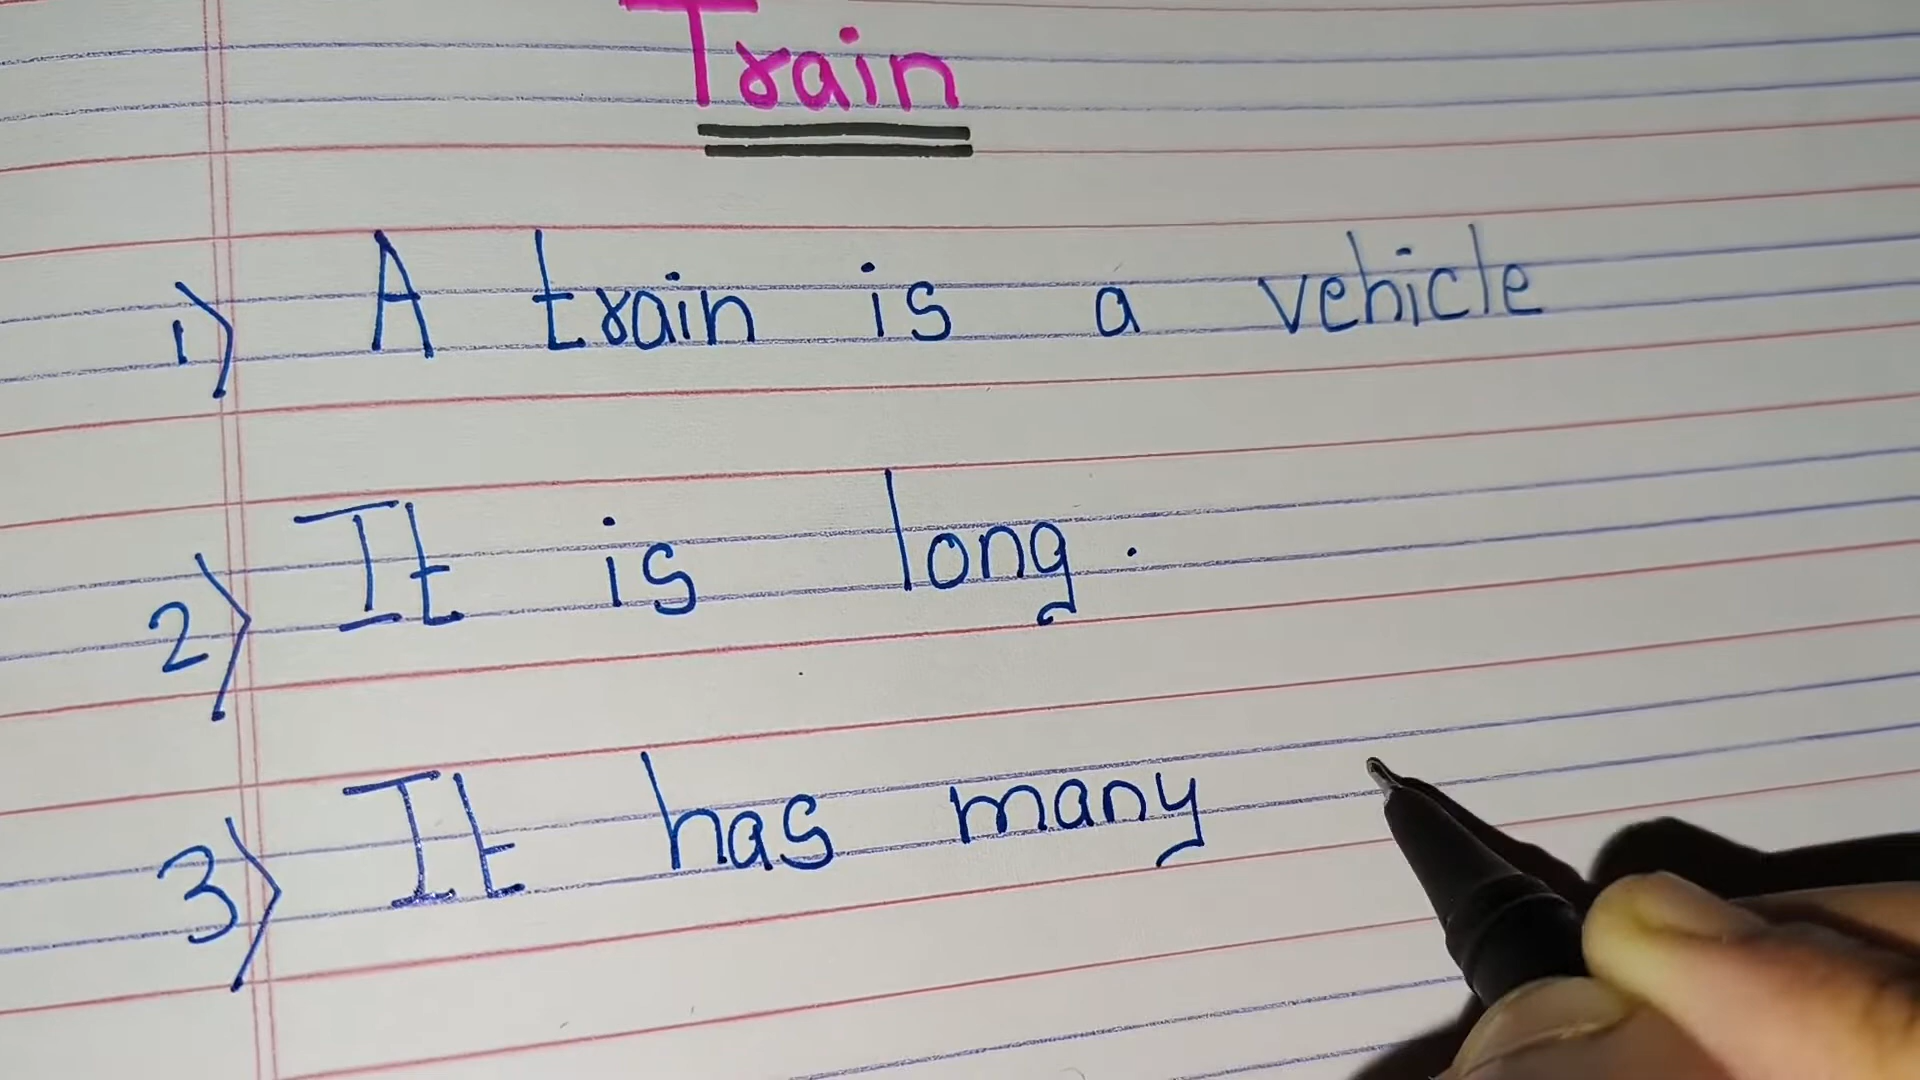 Train
1) A train is a vehicle
2) It is long.
3) It has many